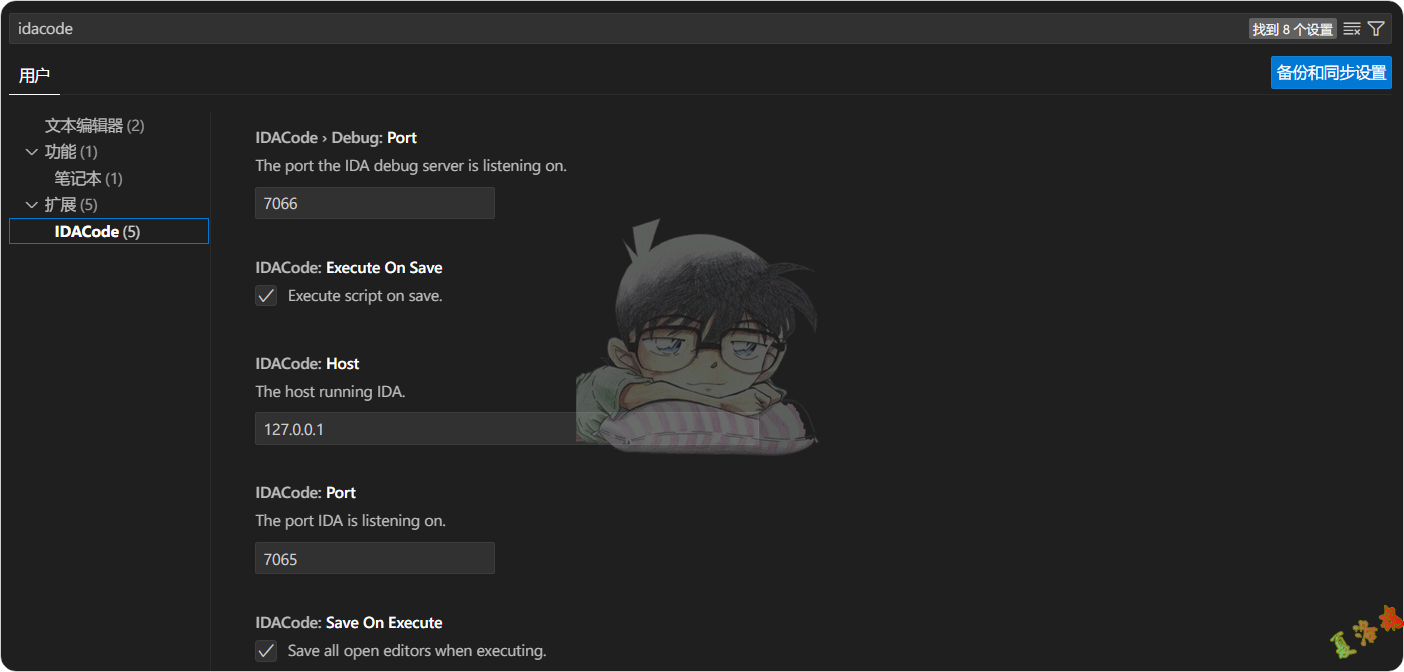 idacode
找到 8 个设置
用户
备份和同步设置
文本编辑器 (2)
功能 (1)
笔记本 (1)
扩展 (5)
IDACode (5)
IDACode › Debug: Port
The port the IDA debug server is listening on.
7066
IDACode: Execute On Save
Execute script on save.
IDACode: Host
The host running IDA.
127.0.0.1
IDACode: Port
The port IDA is listening on.
7065
IDACode: Save On Execute
Save all open editors when executing.